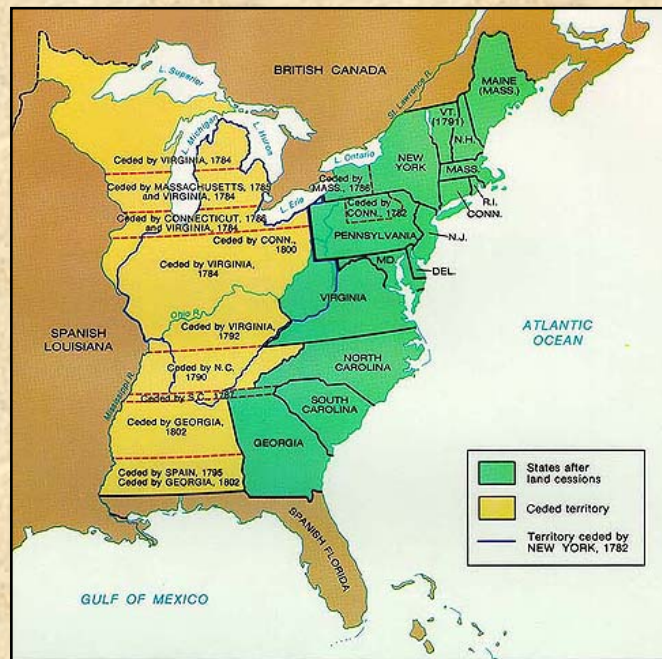 BRITISH CANADA
L. Superior
St. Lawrence R.
MAINE
(MASS.)
VT.
(1791)
N.H.
L. Michigan
L. Huron
L. Ontario
NEW
YORK
MASS.
Ceded by VIRGINIA, 1784
Ceded by MASSACHUSETTS, 1785
and VIRGINIA, 1784
Ceded by
MASS., 1786
R.I.
CONN.
L. Erie
Ceded by CONNECTICUT, 1786
and VIRGINIA, 1784
Ceded by
CONN., 1782
PENNSYLVANIA
N.J.
Ceded by CONN.,
1800
Ceded by VIRGINIA,
1784
MD.
DEL.
VIRGINIA
Ohio R.
SPANISH
LOUISIANA
Ceded by VIRGINIA,
1792
ATLANTIC
OCEAN
Mississippi R.
Ceded by N.C.
1790
NORTH
CAROLINA
Ceded by S.C., 1787
SOUTH
CAROLINA
Ceded by GEORGIA,
1802
GEORGIA
Ceded by SPAIN, 1795
Ceded by GEORGIA, 1802
States after
land cessions
Ceded territory
Territory ceded by
NEW YORK, 1782
SPANISH FLORIDA
GULF OF MEXICO